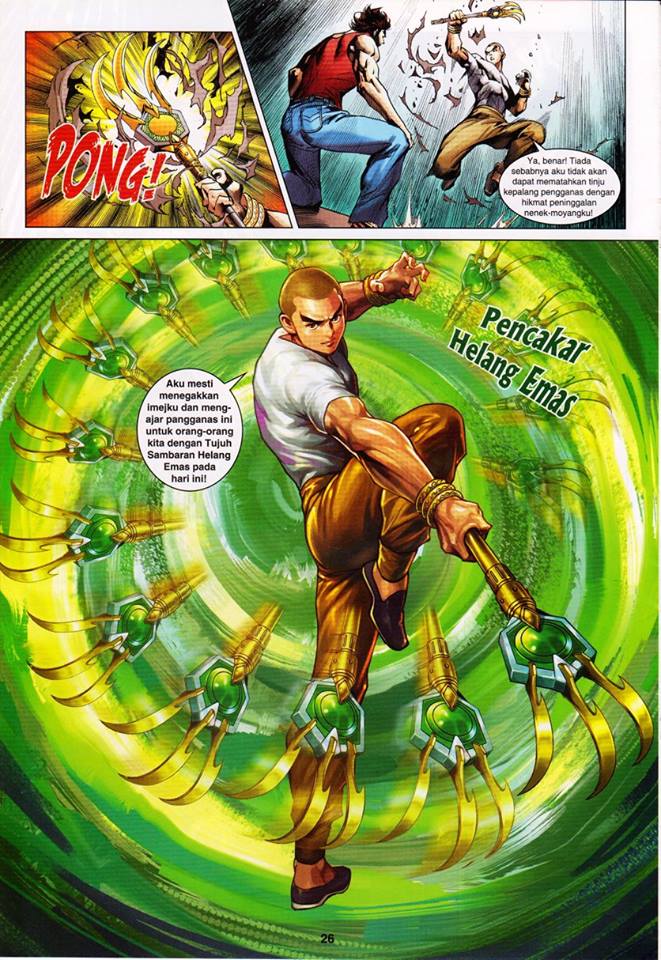 PONG!
Ya, benar! Tiada
sebabnya aku tidak akan
dapat mematahkan tinju
kepalang pengganas dengan
hikmat peninggalan
nenek-moyangku!
Pencakar
Helang Emas
Aku mesti
menegakkan
imejku dan meng-
ajar pangganas ini
untuk orang-orang
kita dengan Tujuh
Sambaran Helang
Emas pada
hari ini!
26